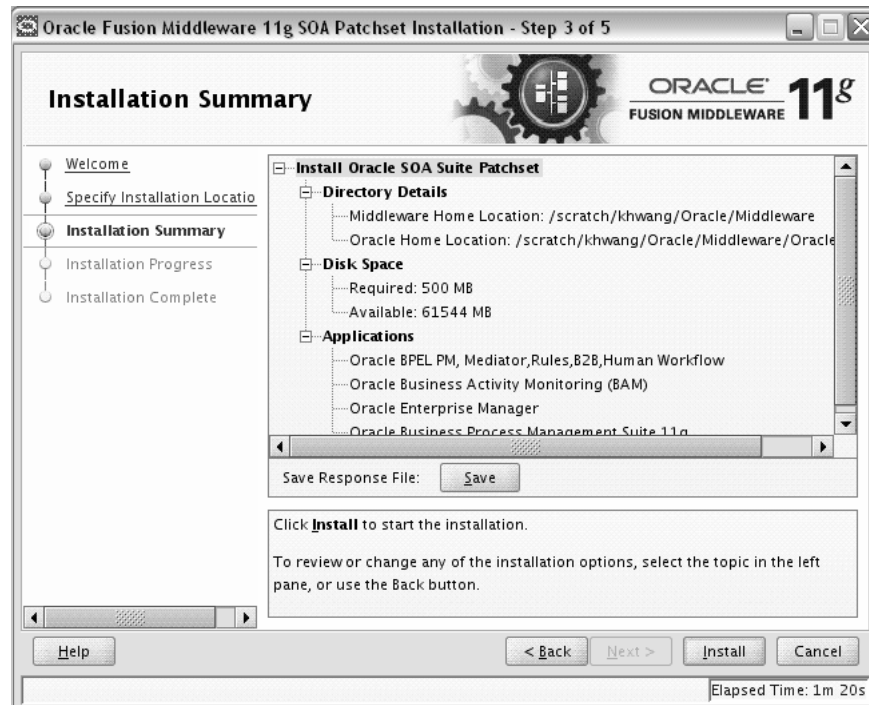 Oracle Fusion Middleware 11g SOA Patchset Installation - Step 3 of 5
Installation Summary
ORACLE
FUSION MIDDLEWARE
11g
Welcome
Specify Installation Locatio
Installation Summary
Installation Progress
Installation Complete
Install Oracle SOA Suite Patchset
Directory Details
Middleware Home Location: /scratch/khwang/Oracle/Middleware
Oracle Home Location: /scratch/khwang/Oracle/Middleware/Oracle
Disk Space
Required: 500 MB
Available: 61544 MB
Applications
Oracle BPEL PM, Mediator,Rules,B2B,Human Workflow
Oracle Business Activity Monitoring (BAM)
Oracle Enterprise Manager
Oracle Business Process Management Suite 11g
Save Response File: Save
Click Install to start the installation.
To review or change any of the installation options, select the topic in the left
pane, or use the Back button.
Help < Back Next > Install Cancel
Elapsed Time: 1m 20s